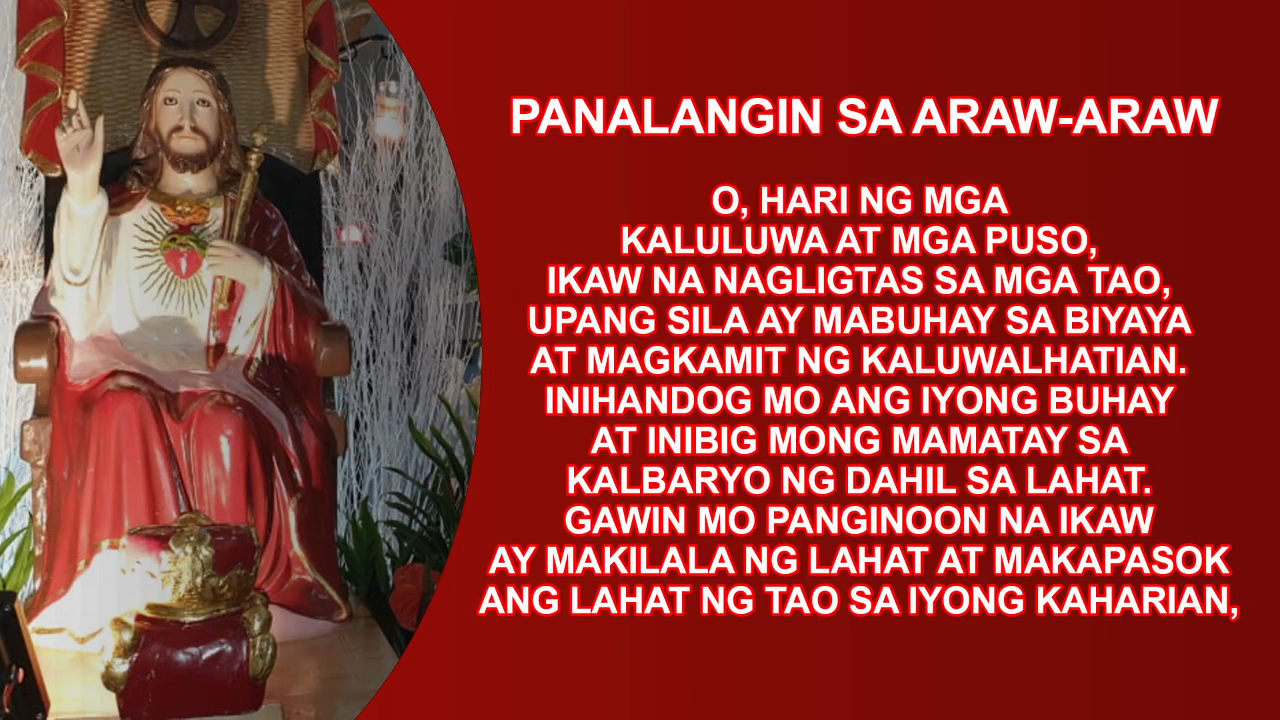 PANALANGIN SA ARAW-ARAW
O, HARI NG MGA
KALULUWA AT MGA PUSO,
IKAW NA NAGLIGTAS SA MGA TAO,
UPANG SILA AY MABUHAY SA BIYAYA
AT MAGKAMIT NG KALUWALHATIAN.
INIHANDOG MO ANG IYONG BUHAY
AT INIBIG MONG MAMATAY SA
KALBARYO NG DAHIL SA LAHAT.
GAWIN MO PANGINOON NA IKAW
AY MAKILALA NG LAHAT AT MAKAPASOK
ANG LAHAT NG TAO SA IYONG KAHARIAN,